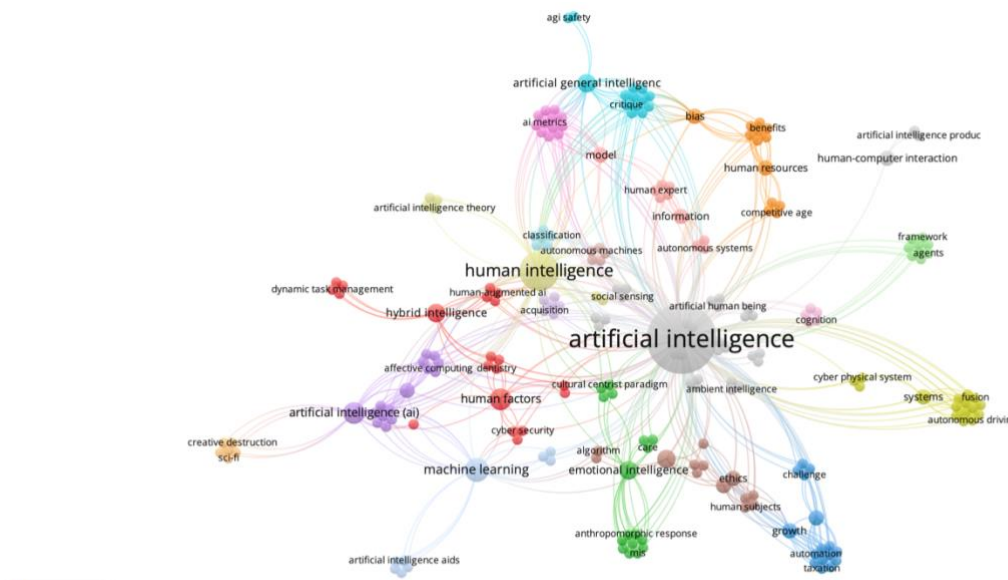 agi safety
artificial general intelligenc
critique
ai metrics
bias
benefits
artificial intelligence produc
model
human-computer interaction
human resources
human expert
artificial intelligence theory
information
competitive age
classification
framework
autonomous machines
autonomous systems
agents
human intelligence
dynamic task management
human-augmented ai
social sensing
artificial human being
acquisition
hybrid intelligence
cognition
artificial intelligence
affective computing
dentistry
cyber physical system
cultural centrist paradigm
ambient intelligence
human factors
systems
fusion
artificial intelligence (ai)
autonomous drivin
cyber security
creative destruction
care
algorithm
sci-fi
machine learning
emotional intelligence
challenge
ethics
human subjects
anthropomorphic response
growth
mis
automation
artificial intelligence aids
taxation